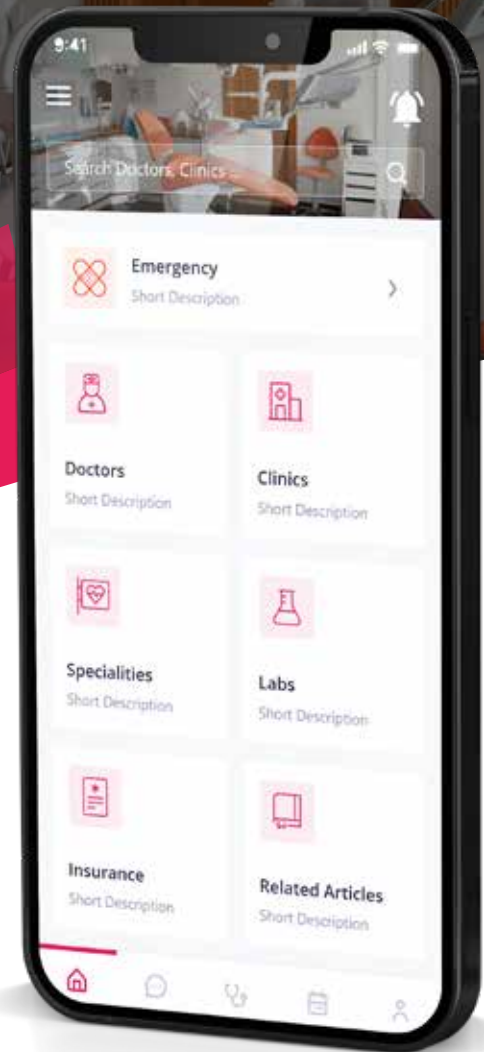 9:41
Search Doctors, Clinics ...
Emergency
Short Description
Doctors
Short Description
Clinics
Short Description
Specialities
Short Description
Labs
Short Description
Insurance
Short Description
Related Articles
Short Description